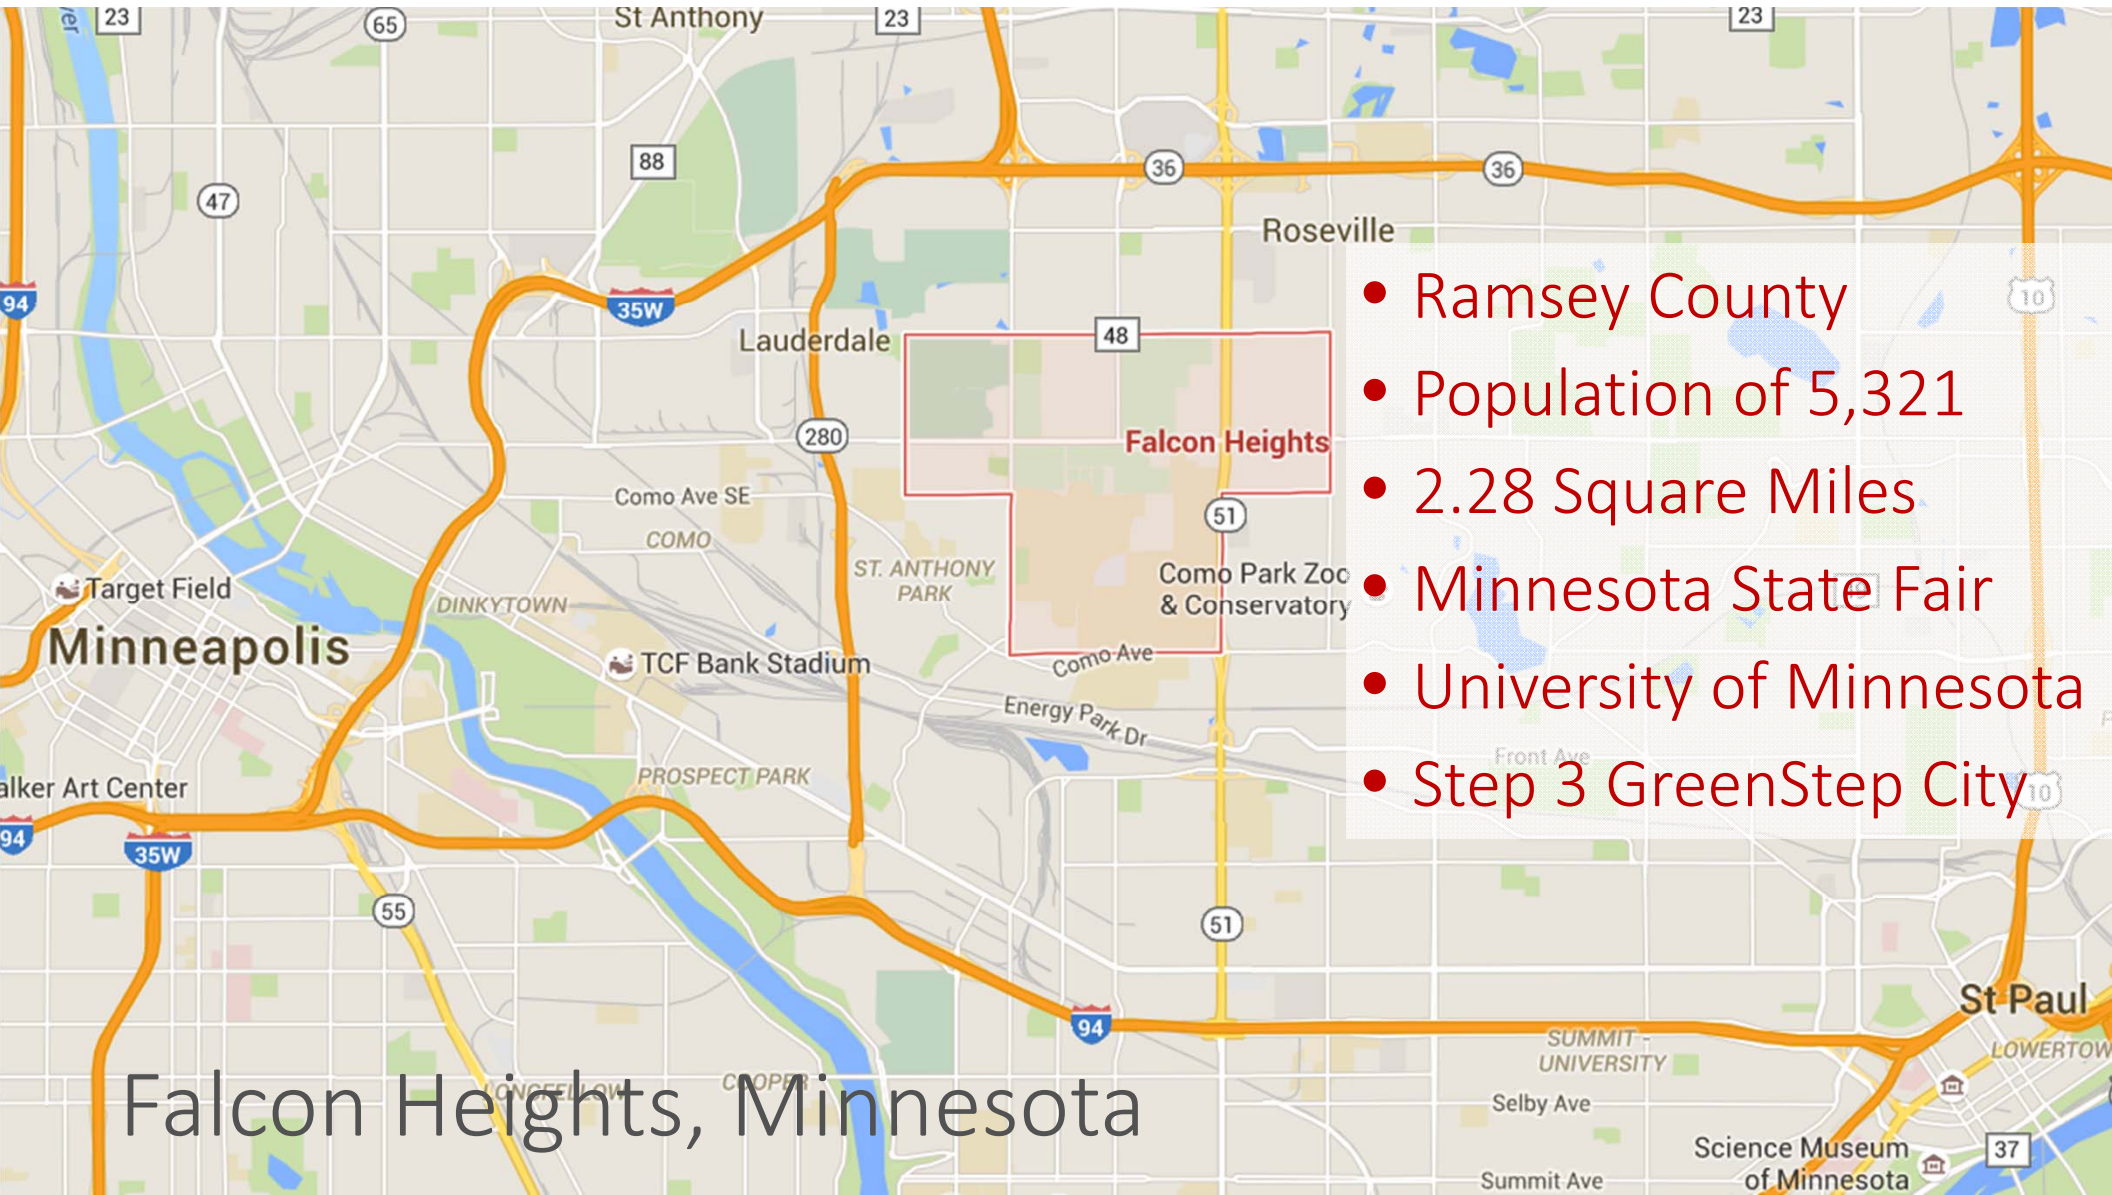 23
65
St Anthony
23
23
88
36
36
47
Roseville
94
35W
10
Lauderdale
48
280
Falcon Heights
Como Ave SE
51
COMO
ST. ANTHONY
PARK
Como Park Zoo
& Conservatory
Target Field
DINKYTOWN
Minneapolis
TCF Bank Stadium
Como Ave
Energy Park Dr
Front Ave
PROSPECT PARK
alker Art Center
94
35W
10
55
51
94
St Paul
SUMMIT -
UNIVERSITY
LOWERTOW
LONGFELLOW
COOPER
Selby Ave
Science Museum
of Minnesota
37
Summit Ave
• Ramsey County
• Population of 5,321
• 2.28 Square Miles
• Minnesota State Fair
• University of Minnesota
• Step 3 GreenStep City
Falcon Heights, Minnesota